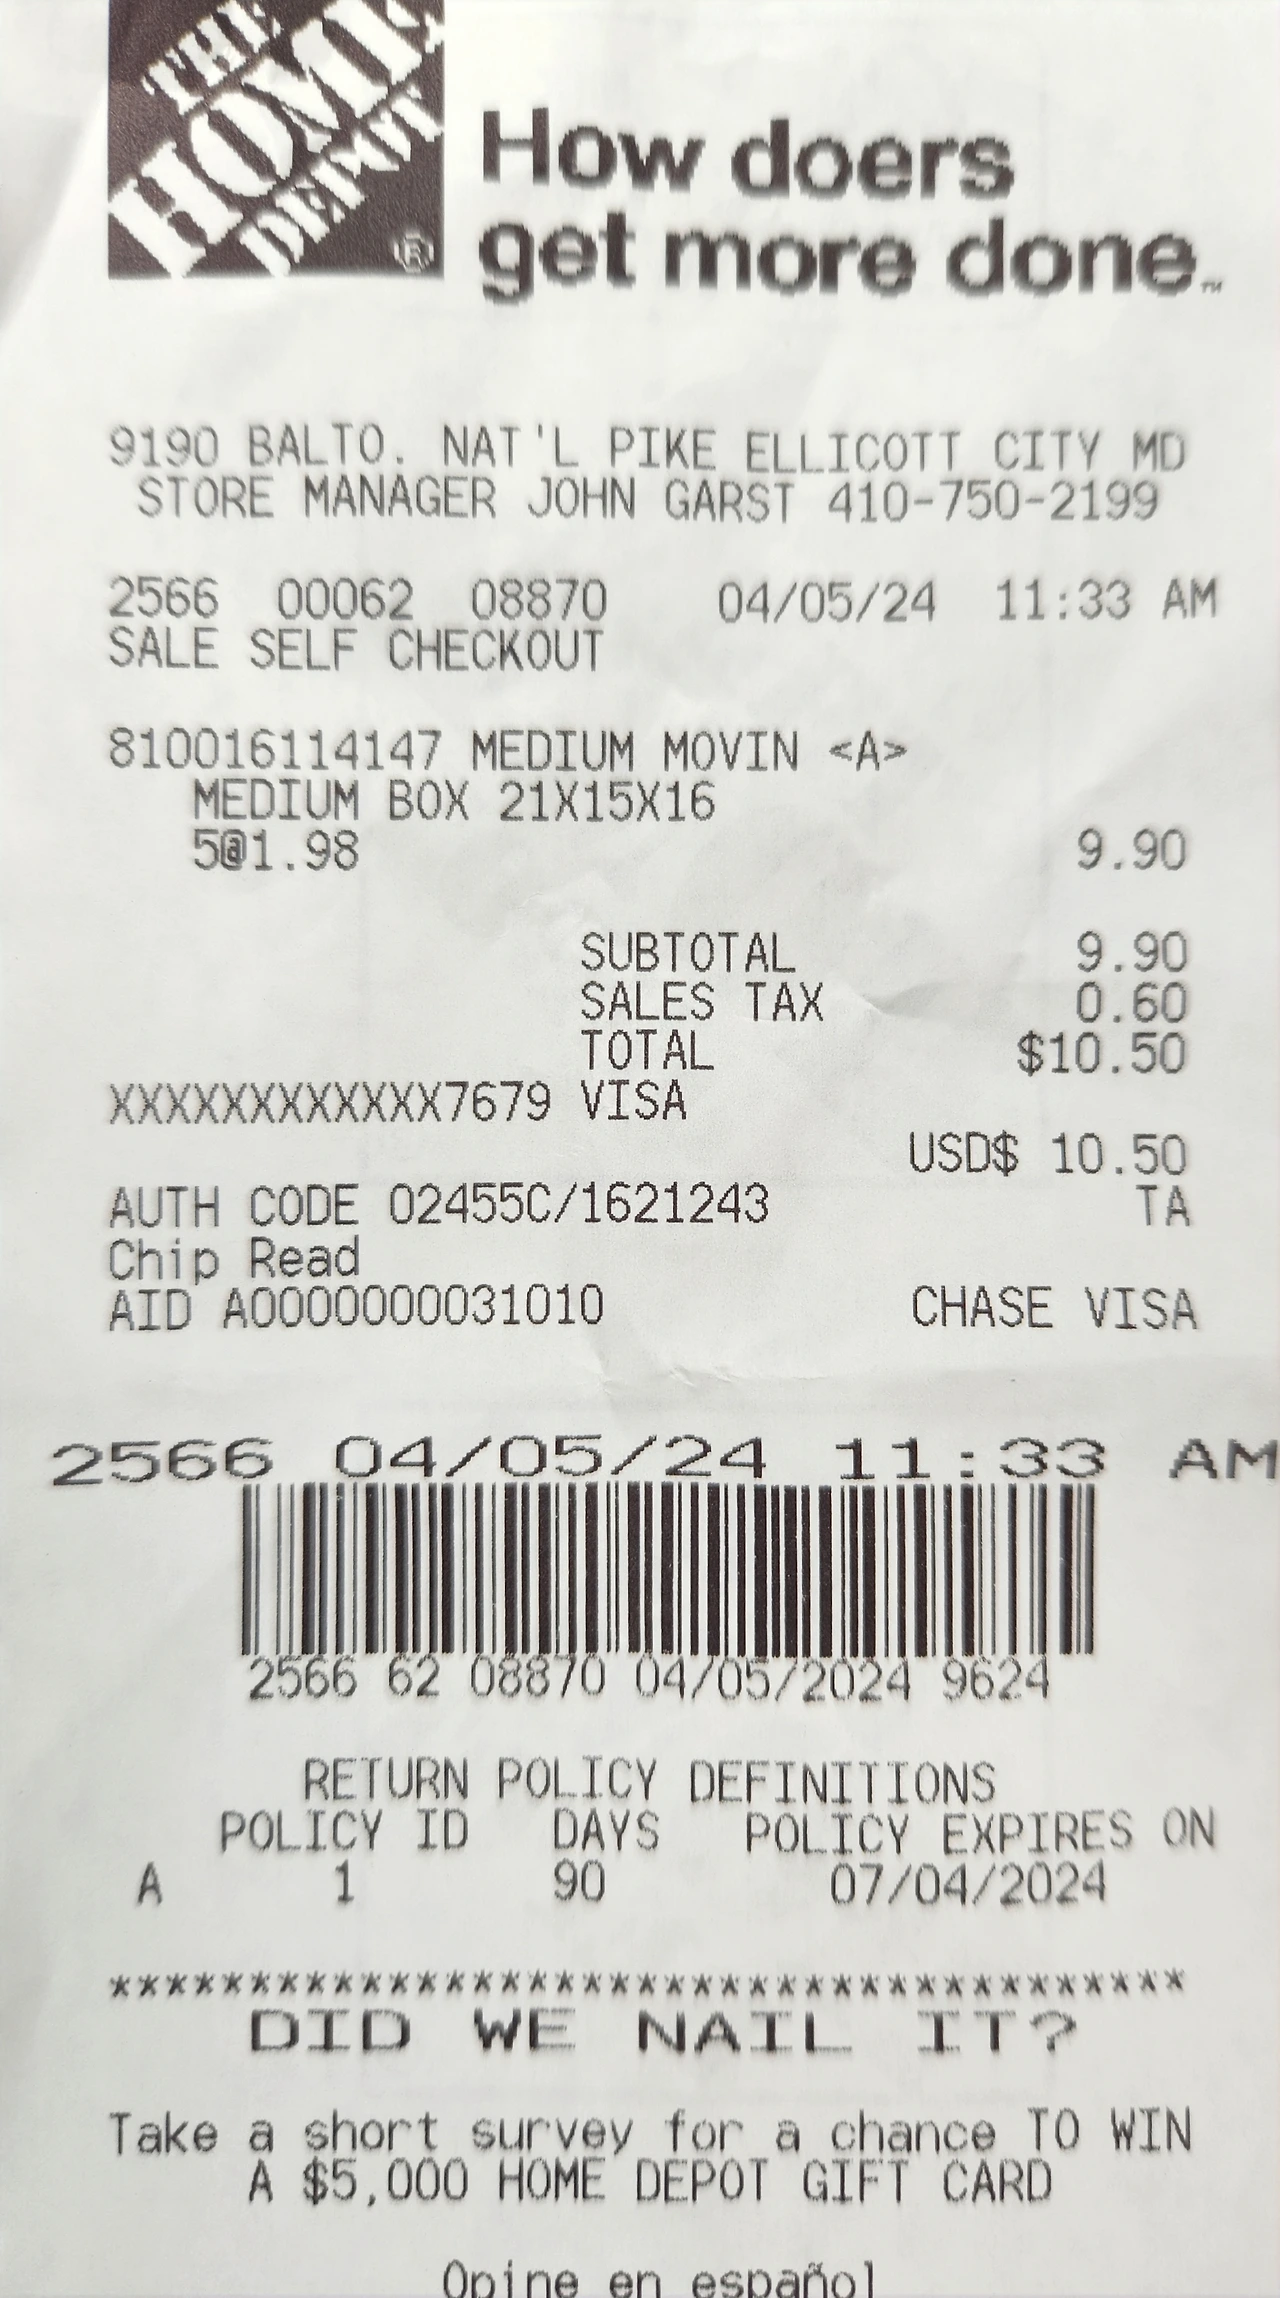 THE
HOME
DEPOT
®
How doers
get more done™
9190 BALTO. NAT'L PIKE ELLICOTT CITY MD
STORE MANAGER JOHN GARST 410-750-2199
2566 00062 08870 04/05/24 11:33 AM
SALE SELF CHECKOUT
810016114147 MEDIUM MOVIN <A>
MEDIUM BOX 21X15X16
5@1.98 9.90
SUBTOTAL 9.90
SALES TAX 0.60
TOTAL $10.50
XXXXXXXXXXXX7679 VISA
USD$ 10.50
AUTH CODE 02455C/1621243 TA
Chip Read
AID A0000000031010 CHASE VISA
2566 04/05/24 11:33 AM
2566 62 08870 04/05/2024 9624
RETURN POLICY DEFINITIONS
POLICY ID DAYS POLICY EXPIRES ON
A 1 90 07/04/2024
***************************************
DID WE NAIL IT?
Take a short survey for a chance TO WIN
A $5,000 HOME DEPOT GIFT CARD
Opine en español